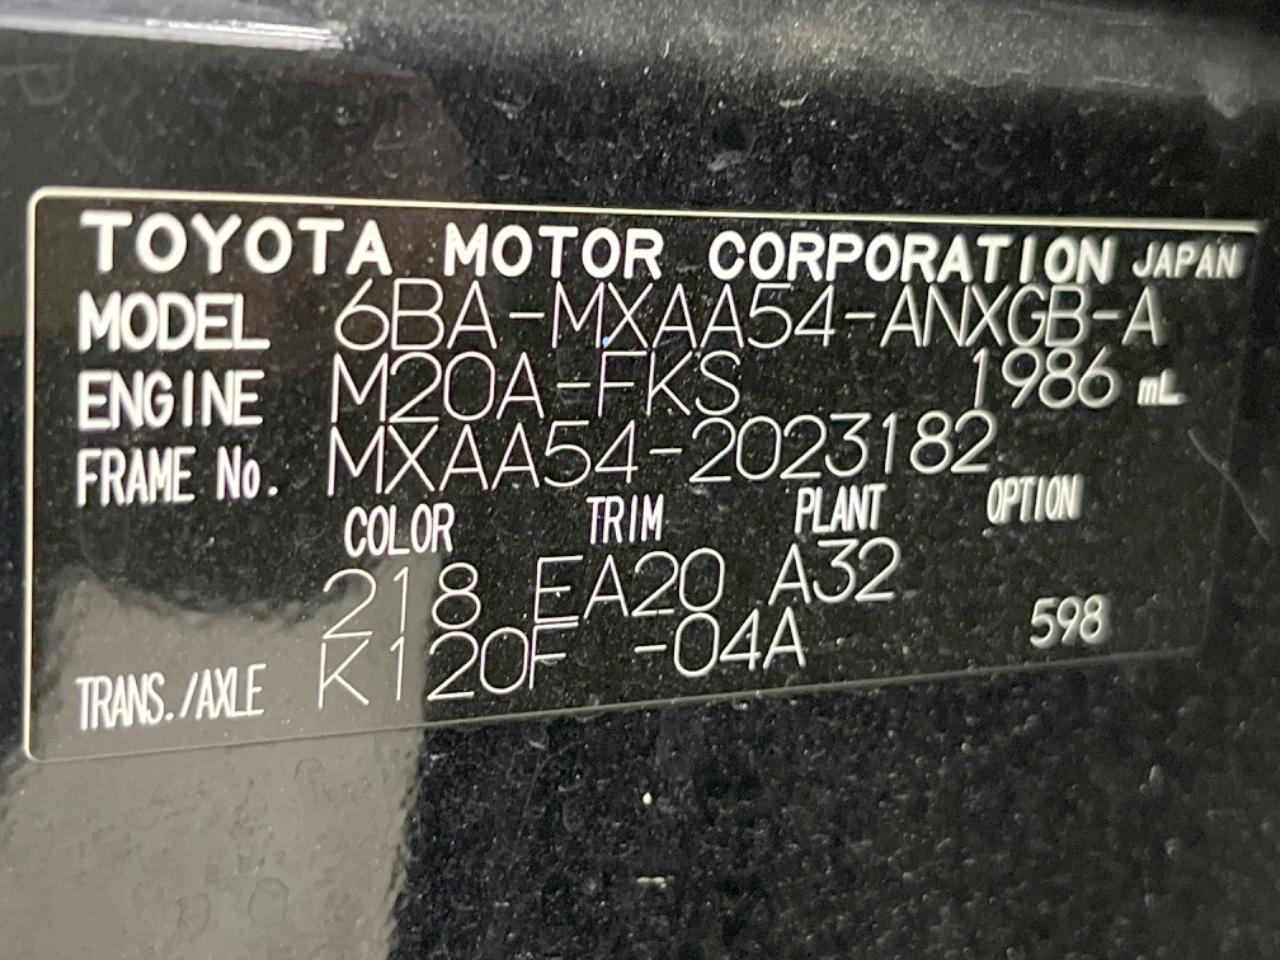 TOYOTA MOTOR CORPORATION JAPAN
MODEL 6BA-MXAA54-ANXGB-A
ENGINE M20A-FKS 1986 mL
FRAME No. MXAA54-2023182
COLOR TRIM PLANT OPTION
218 EA20 A32
TRANS./AXLE K120F -04A 598